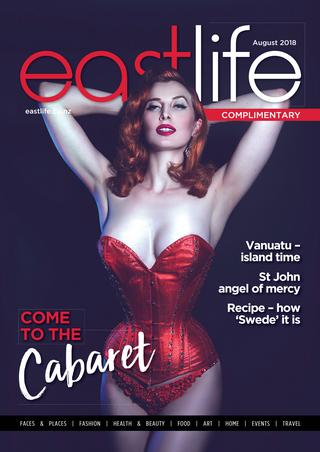 August 2018
eastlife
eastlife.co.nz
COMPLIMENTARY
Vanuatu –
island time
St John
angel of mercy
Recipe – how
‘Swede’ it is
COME
TO THE
Cabaret
FACES & PLACES | FASHION | HEALTH & BEAUTY | FOOD | ART | HOME | EVENTS | TRAVEL